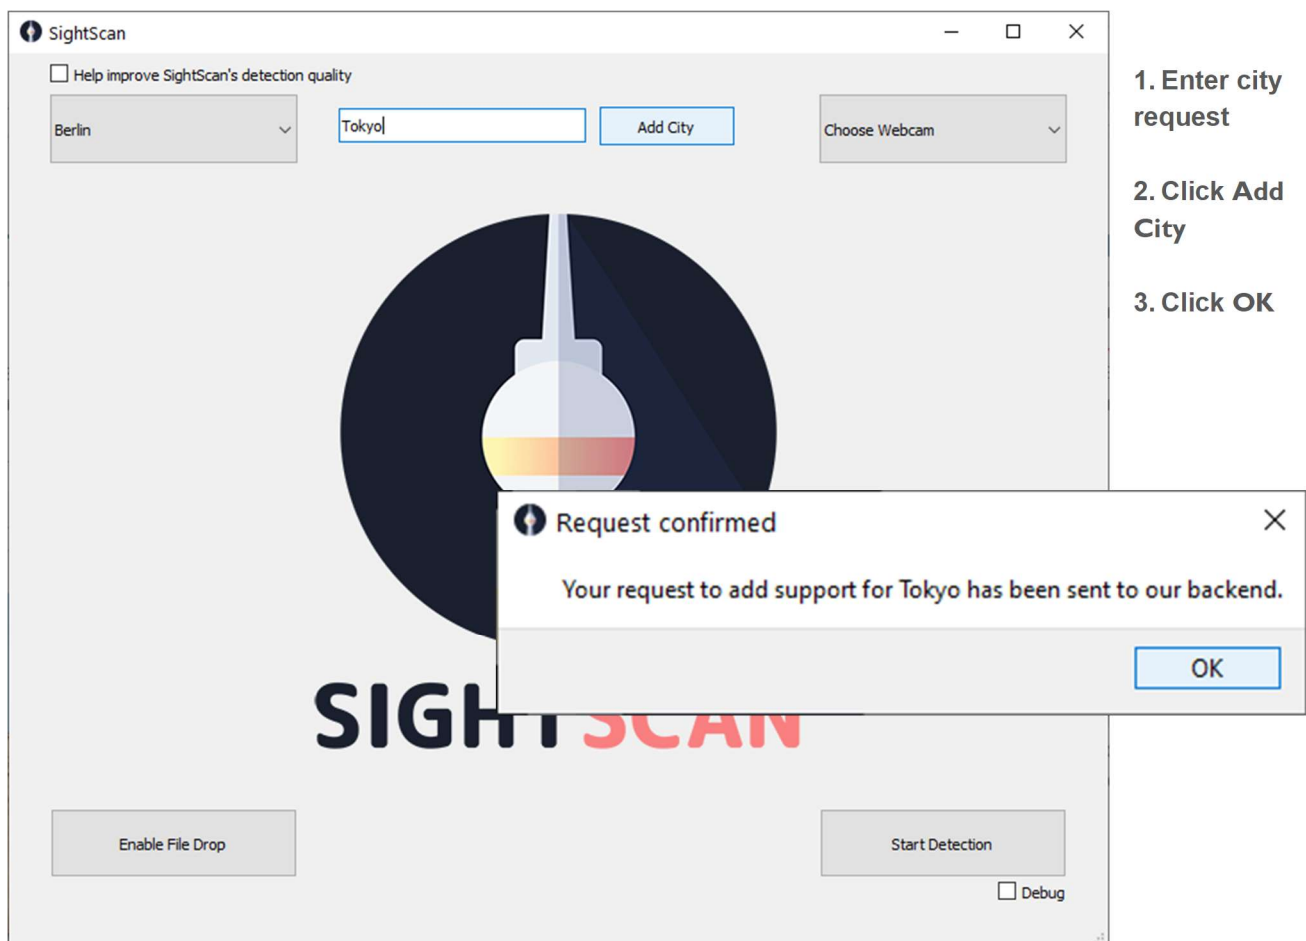 SightScan
Help improve SightScan's detection quality
Berlin
Tokyo
Add City
Choose Webcam
1. Enter city
request
2. Click Add
City
3. Click OK
Request confirmed
Your request to add support for Tokyo has been sent to our backend.
OK
SIGHTSCAN
Enable File Drop
Start Detection
Debug